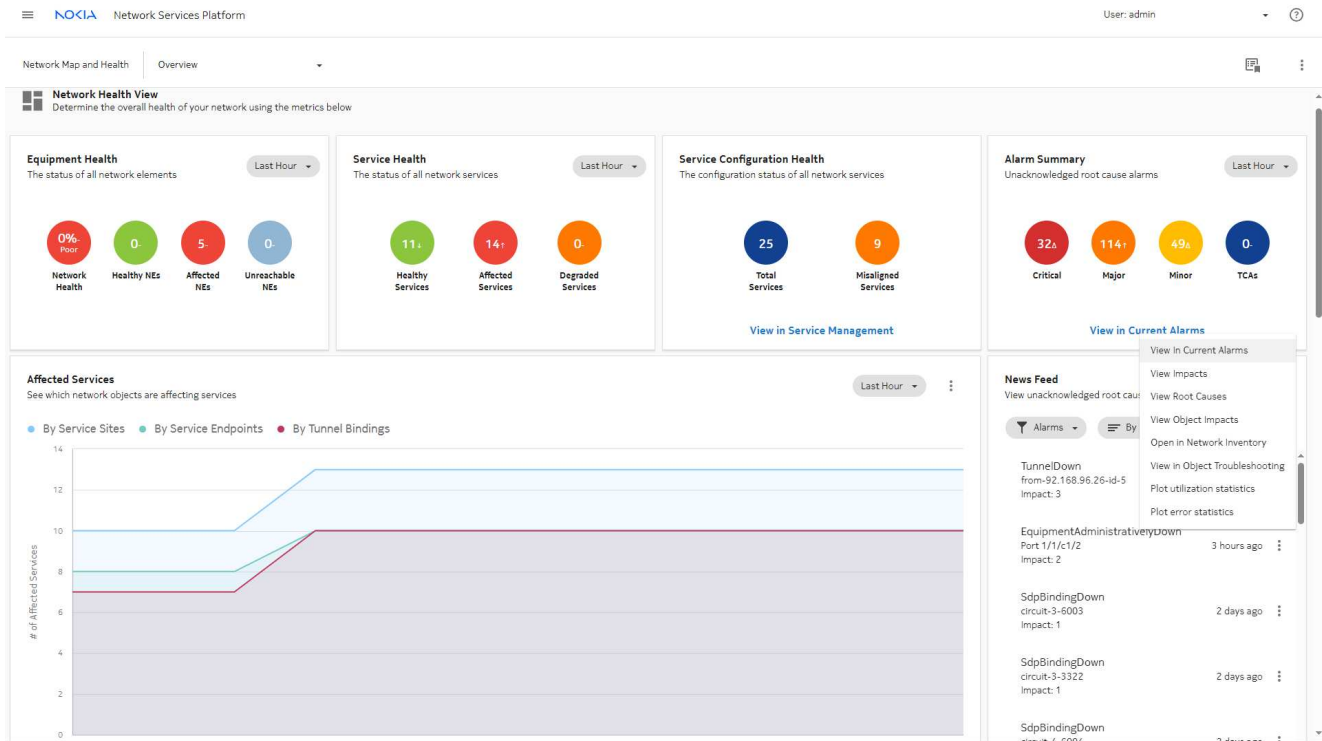 NOKIA Network Services Platform
User: admin
Network Map and Health
Overview
Network Health View
Determine the overall health of your network using the metrics below
Equipment Health
The status of all network elements
Last Hour
0%-
Poor
Network
Health
0-
Healthy NEs
5-
Affected
NEs
0-
Unreachable
NEs
Service Health
The status of all network services
Last Hour
11↓
Healthy
Services
14↑
Affected
Services
0-
Degraded
Services
Service Configuration Health
The configuration status of all network services
25
Total
Services
9
Misaligned
Services
View in Service Management
Alarm Summary
Unacknowledged root cause alarms
Last Hour
32
Critical
114↑
Major
49
Minor
0-
TCAs
View in Current Alarms
View In Current Alarms
View Impacts
View Root Causes
View Object Impacts
Open in Network Inventory
View in Object Troubleshooting
Plot utilization statistics
Plot error statistics
Affected Services
See which network objects are affecting services
Last Hour
By Service Sites
By Service Endpoints
By Tunnel Bindings
# of Affected Services
14
12
10
8
6
4
2
0
News Feed
View unacknowledged root
Alarms
By
TunnelDown
from-92.168.96.26-id-5
Impact: 3
EquipmentAdministrativelyDown
Port 1/1/c1/2
3 hours ago
Impact: 2
SdpBindingDown
circuit-3-6003
2 days ago
Impact: 1
SdpBindingDown
circuit-3-3322
2 days ago
Impact: 1
SdpBindingDown